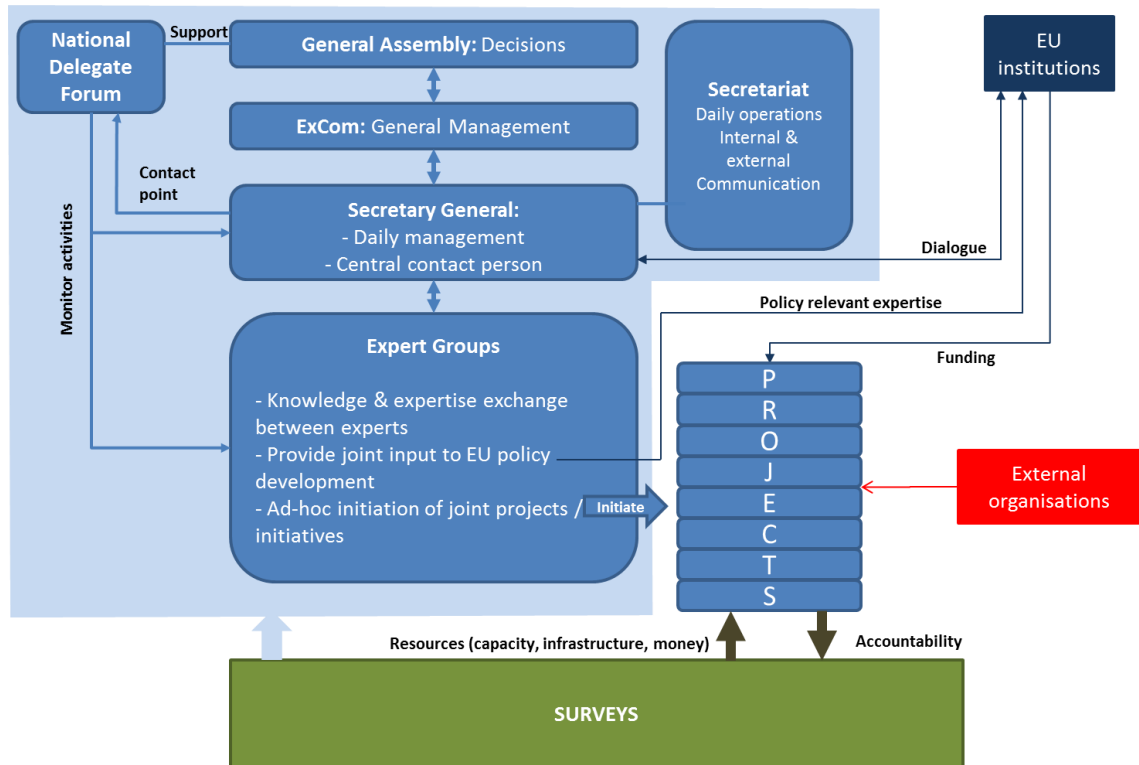 National
Delegate
Forum
Support
General Assembly: Decisions
ExCom: General Management
Secretariat
Daily operations
Internal &
external
Communication
EU
institutions
Contact
point
Monitor activities
Secretary General:
- Daily management
- Central contact person
Dialogue
Policy relevant expertise
Funding
Expert Groups
- Knowledge & expertise exchange
between experts
- Provide joint input to EU policy
development
- Ad-hoc initiation of joint projects /
initiatives
Initiate
P
R
O
J
E
C
T
S
External
organisations
Resources (capacity, infrastructure, money)
Accountability
SURVEYS